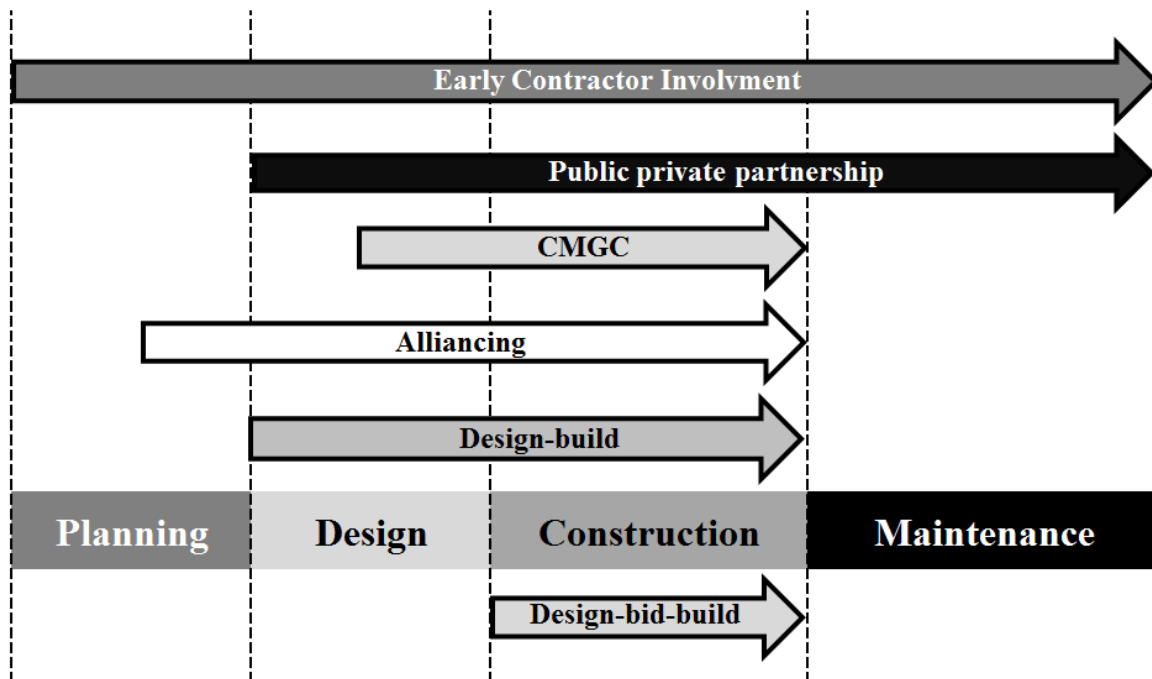 Early Contractor Involvment
Public private partnership
CMGC
Alliancing
Design-build
Planning Design Construction Maintenance
Design-bid-build